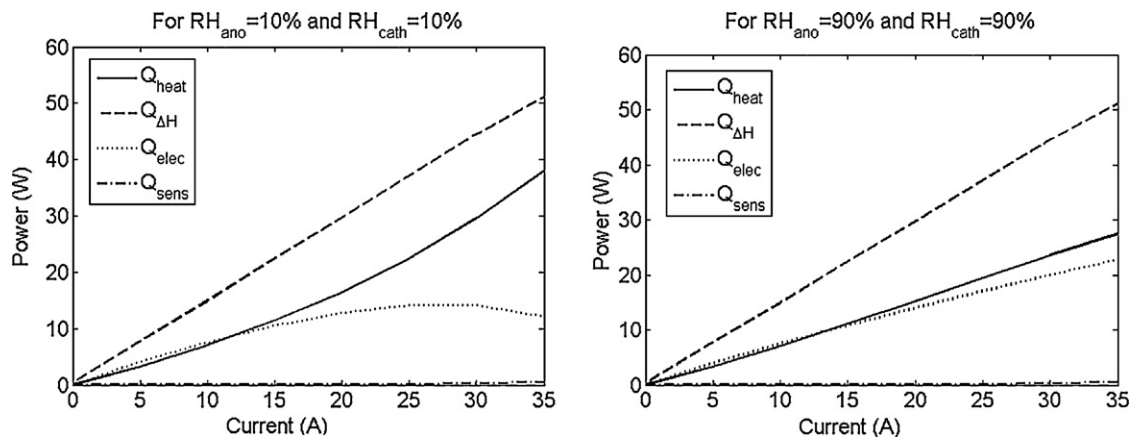 For RH_ano=10% and RH_cath=10%
60
50
40
30
20
10
0
Power (W)
Q_heat
Q_ΔH
Q_elec
Q_sens
0 5 10 15 20 25 30 35
Current (A)
For RH_ano=90% and RH_cath=90%
60
50
40
30
20
10
0
Power (W)
Q_heat
Q_ΔH
Q_elec
Q_sens
0 5 10 15 20 25 30 35
Current (A)